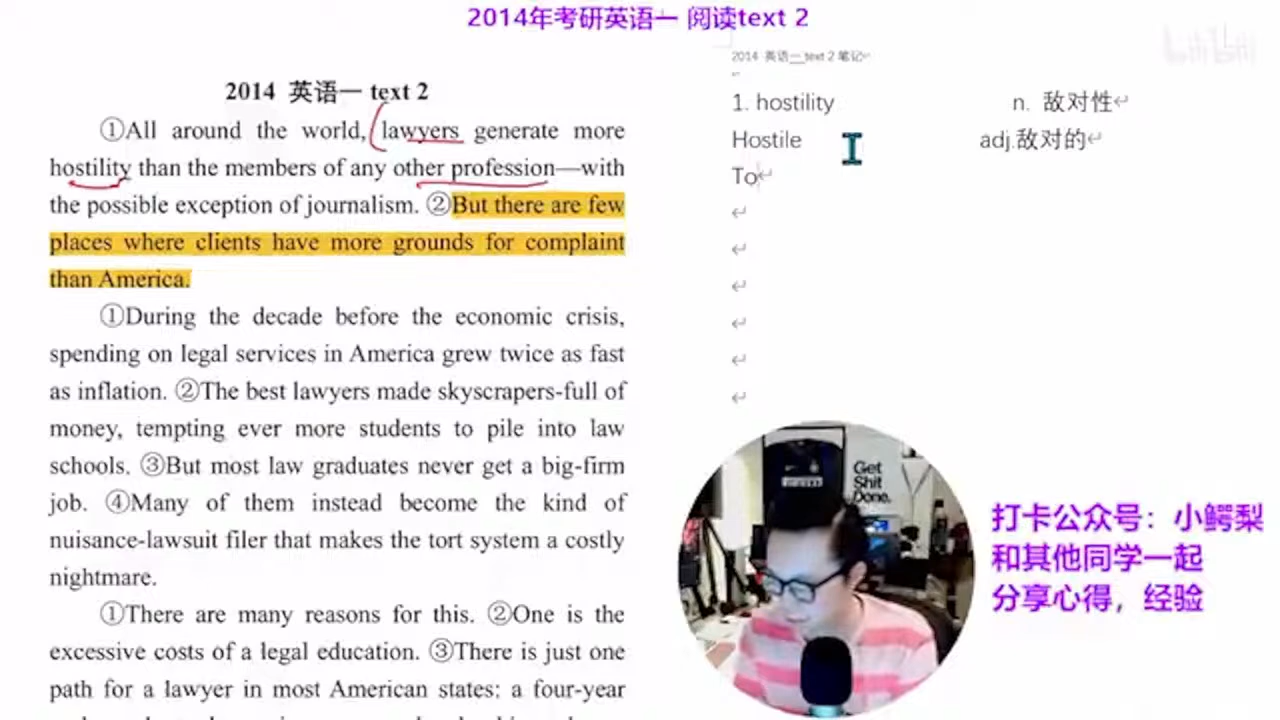 2014年考研英语一 阅读text 2
bilibili
2014 英语一 text 2
①All around the world, lawyers generate more
hostility than the members of any other profession—with
the possible exception of journalism. ②But there are few
places where clients have more grounds for complaint
than America.
①During the decade before the economic crisis,
spending on legal services in America grew twice as fast
as inflation. ②The best lawyers made skyscrapers-full of
money, tempting ever more students to pile into law
schools. ③But most law graduates never get a big-firm
job. ④Many of them instead become the kind of
nuisance-lawsuit filer that makes the tort system a costly
nightmare.
①There are many reasons for this. ②One is the
excessive costs of a legal education. ③There is just one
path for a lawyer in most American states: a four-year
2014 英语一 text 2 笔记
1. hostility n. 敌对性
Hostile adj.敌对的
To
Get
Shit
Done.
打卡公众号：小鳄梨
和其他同学一起
分享心得，经验